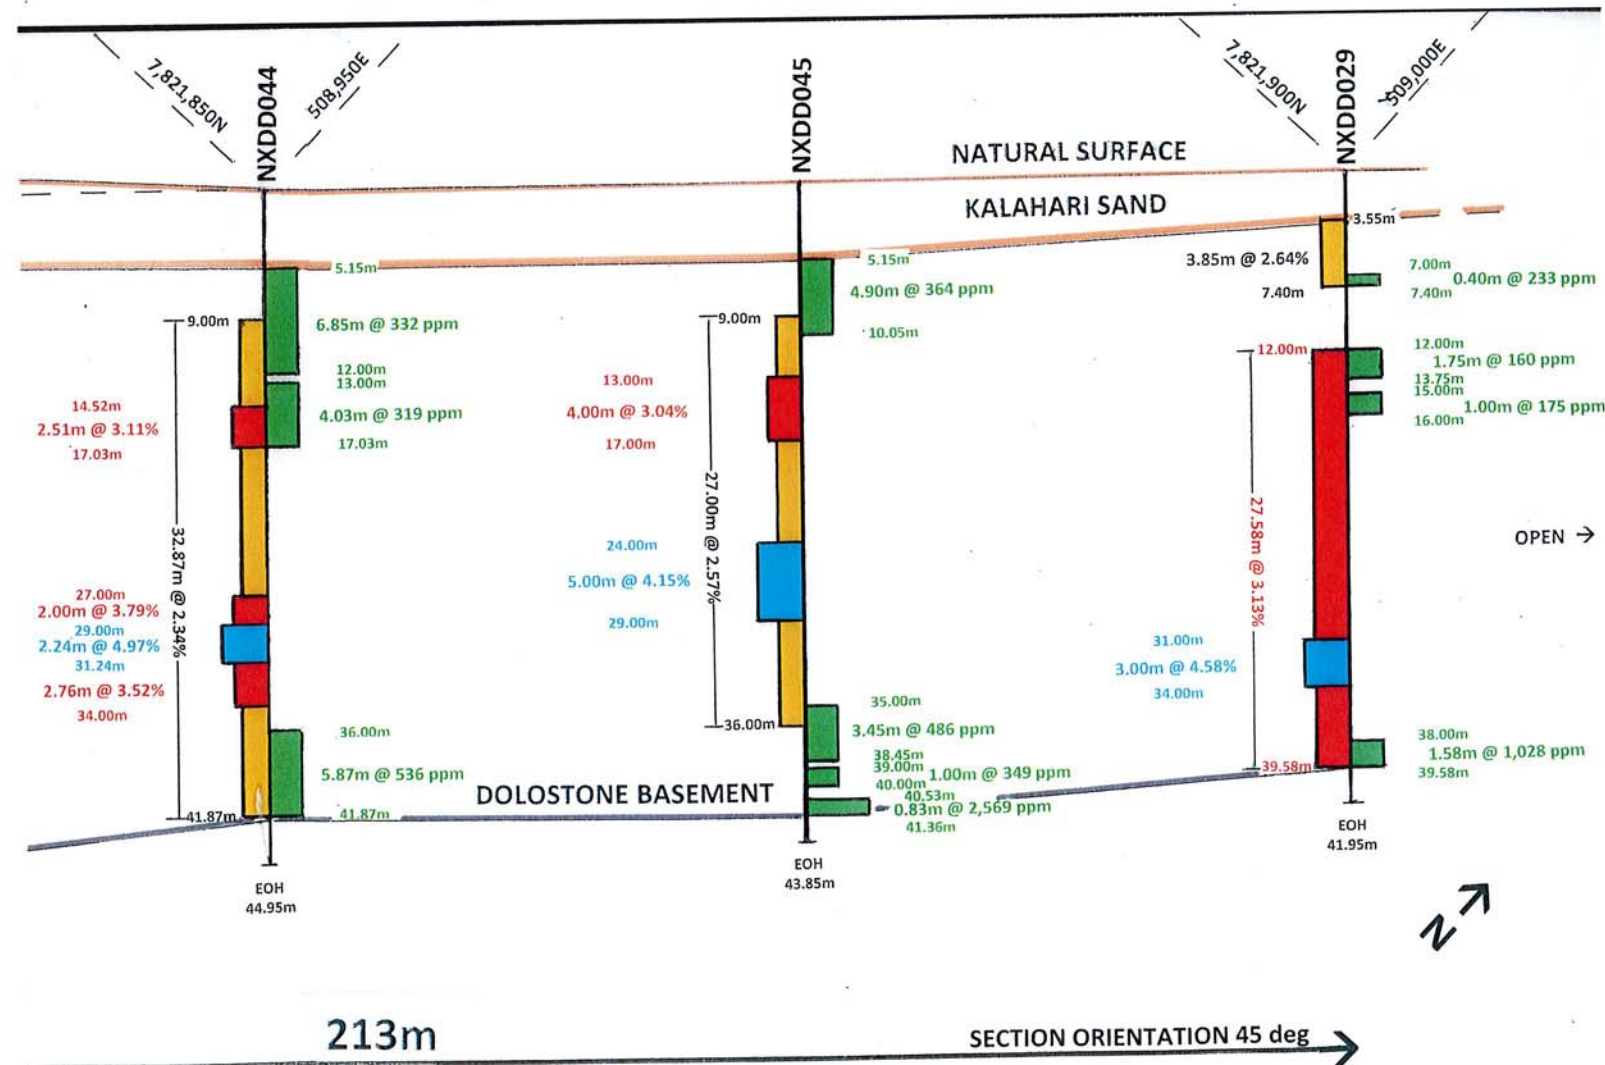 7,821,850N
NXDD044
508,950E
NXDD045
7,821,900N
NXDD029
509,000E
NATURAL SURFACE
KALAHARI SAND
5.15m
9.00m
6.85m @ 332 ppm
12.00m
13.00m
4.03m @ 319 ppm
17.03m
14.52m
2.51m @ 3.11%
17.03m
32.87m @ 2.34%
27.00m
2.00m @ 3.79%
29.00m
2.24m @ 4.97%
31.24m
2.76m @ 3.52%
34.00m
36.00m
5.87m @ 536 ppm
41.87m
41.87m
EOH
44.95m
5.15m
4.90m @ 364 ppm
10.05m
9.00m
13.00m
4.00m @ 3.04%
17.00m
27.00m @ 2.57%
24.00m
5.00m @ 4.15%
29.00m
36.00m
35.00m
3.45m @ 486 ppm
38.45m
39.00m
1.00m @ 349 ppm
40.00m
40.53m
0.83m @ 2,569 ppm
41.36m
DOLOSTONE BASEMENT
EOH
43.85m
3.55m
3.85m @ 2.64%
7.40m
7.00m
0.40m @ 233 ppm
7.40m
12.00m
12.00m
1.75m @ 160 ppm
13.75m
15.00m
1.00m @ 175 ppm
16.00m
27.58m @ 3.13%
OPEN →
31.00m
3.00m @ 4.58%
34.00m
38.00m
1.58m @ 1,028 ppm
39.58m
39.58m
EOH
41.95m
N
213m
SECTION ORIENTATION 45 deg